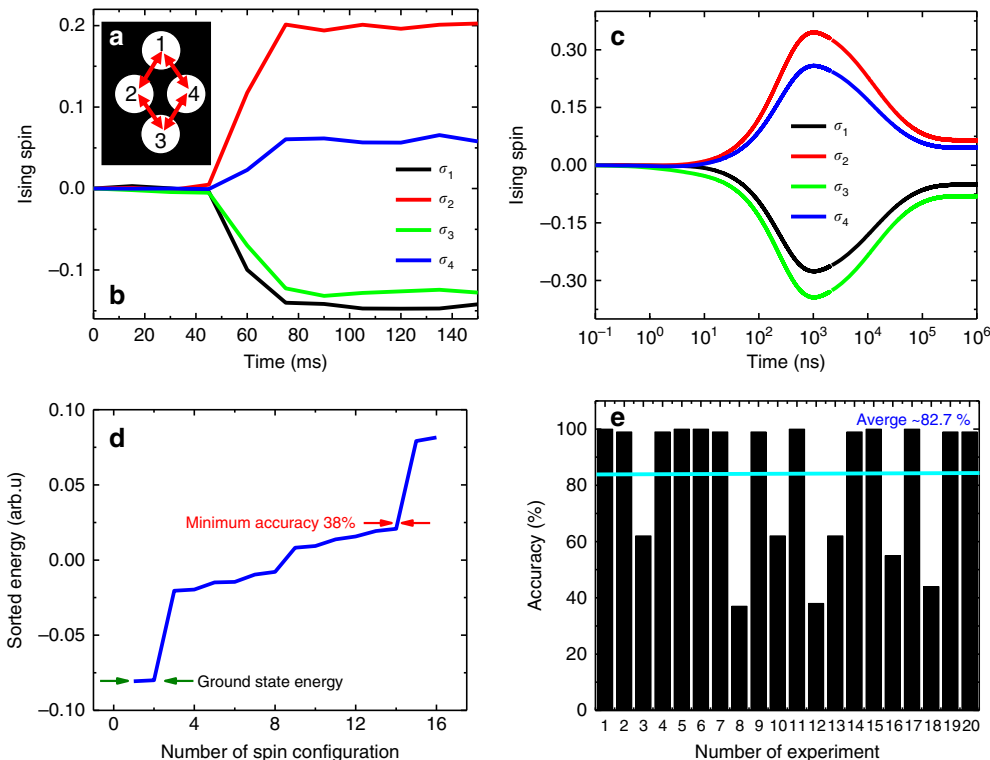 a
1
2
4
3
b
0.2
0.1
0.0
−0.1
Ising spin
σ1
σ2
σ3
σ4
0 20 40 60 80 100 120 140
Time (ms)
c
0.30
0.15
0.00
−0.15
−0.30
Ising spin
σ1
σ2
σ3
σ4
10−1 100 101 102 103 104 105 106
Time (ns)
d
0.10
0.05
0.00
−0.05
−0.10
Sorted energy (arb.u)
Minimum accuracy 38%
Ground state energy
0 4 8 12 16
Number of spin configuration
e
Averge ~82.7 %
100
80
60
40
20
0
Accuracy (%)
1 2 3 4 5 6 7 8 9 10 11 12 13 14 15 16 17 18 19 20
Number of experiment